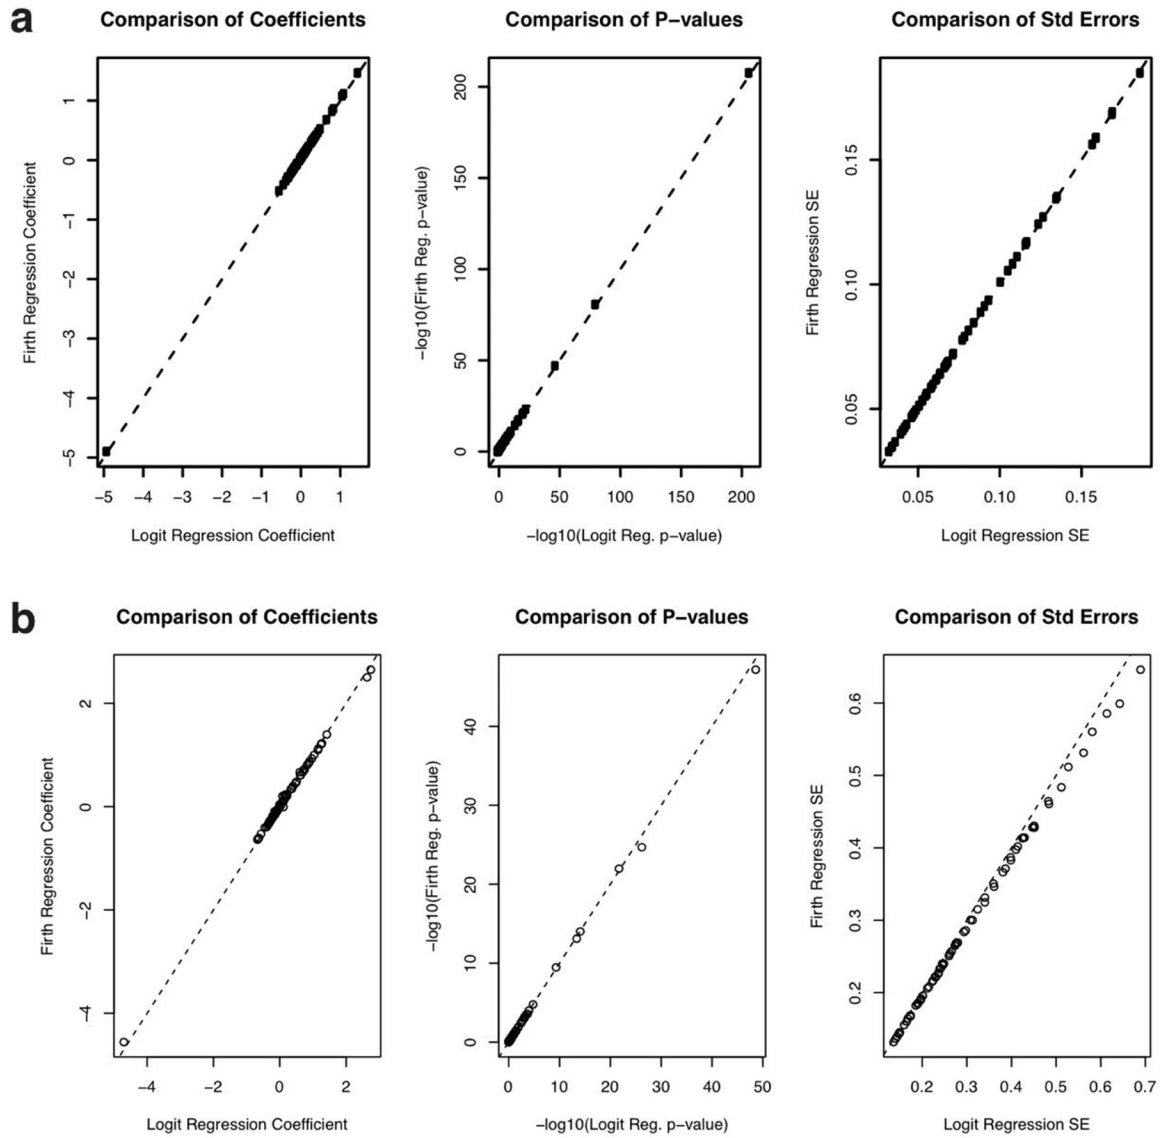 a
Comparison of Coefficients
Firth Regression Coefficient
1
0
−1
−2
−3
−4
−5
−5 −4 −3 −2 −1 0 1
Logit Regression Coefficient
Comparison of P−values
−log10(Firth Reg. p−value)
200
150
100
50
0
0 50 100 150 200
−log10(Logit Reg. p−value)
Comparison of Std Errors
Firth Regression SE
0.15
0.10
0.05
0.05 0.10 0.15
Logit Regression SE
b
Comparison of Coefficients
Firth Regression Coefficient
2
0
−2
−4
−4 −2 0 2
Logit Regression Coefficient
Comparison of P−values
−log10(Firth Reg. p−value)
40
30
20
10
0
0 10 20 30 40 50
−log10(Logit Reg. p−value)
Comparison of Std Errors
Firth Regression SE
0.6
0.5
0.4
0.3
0.2
0.2 0.3 0.4 0.5 0.6 0.7
Logit Regression SE